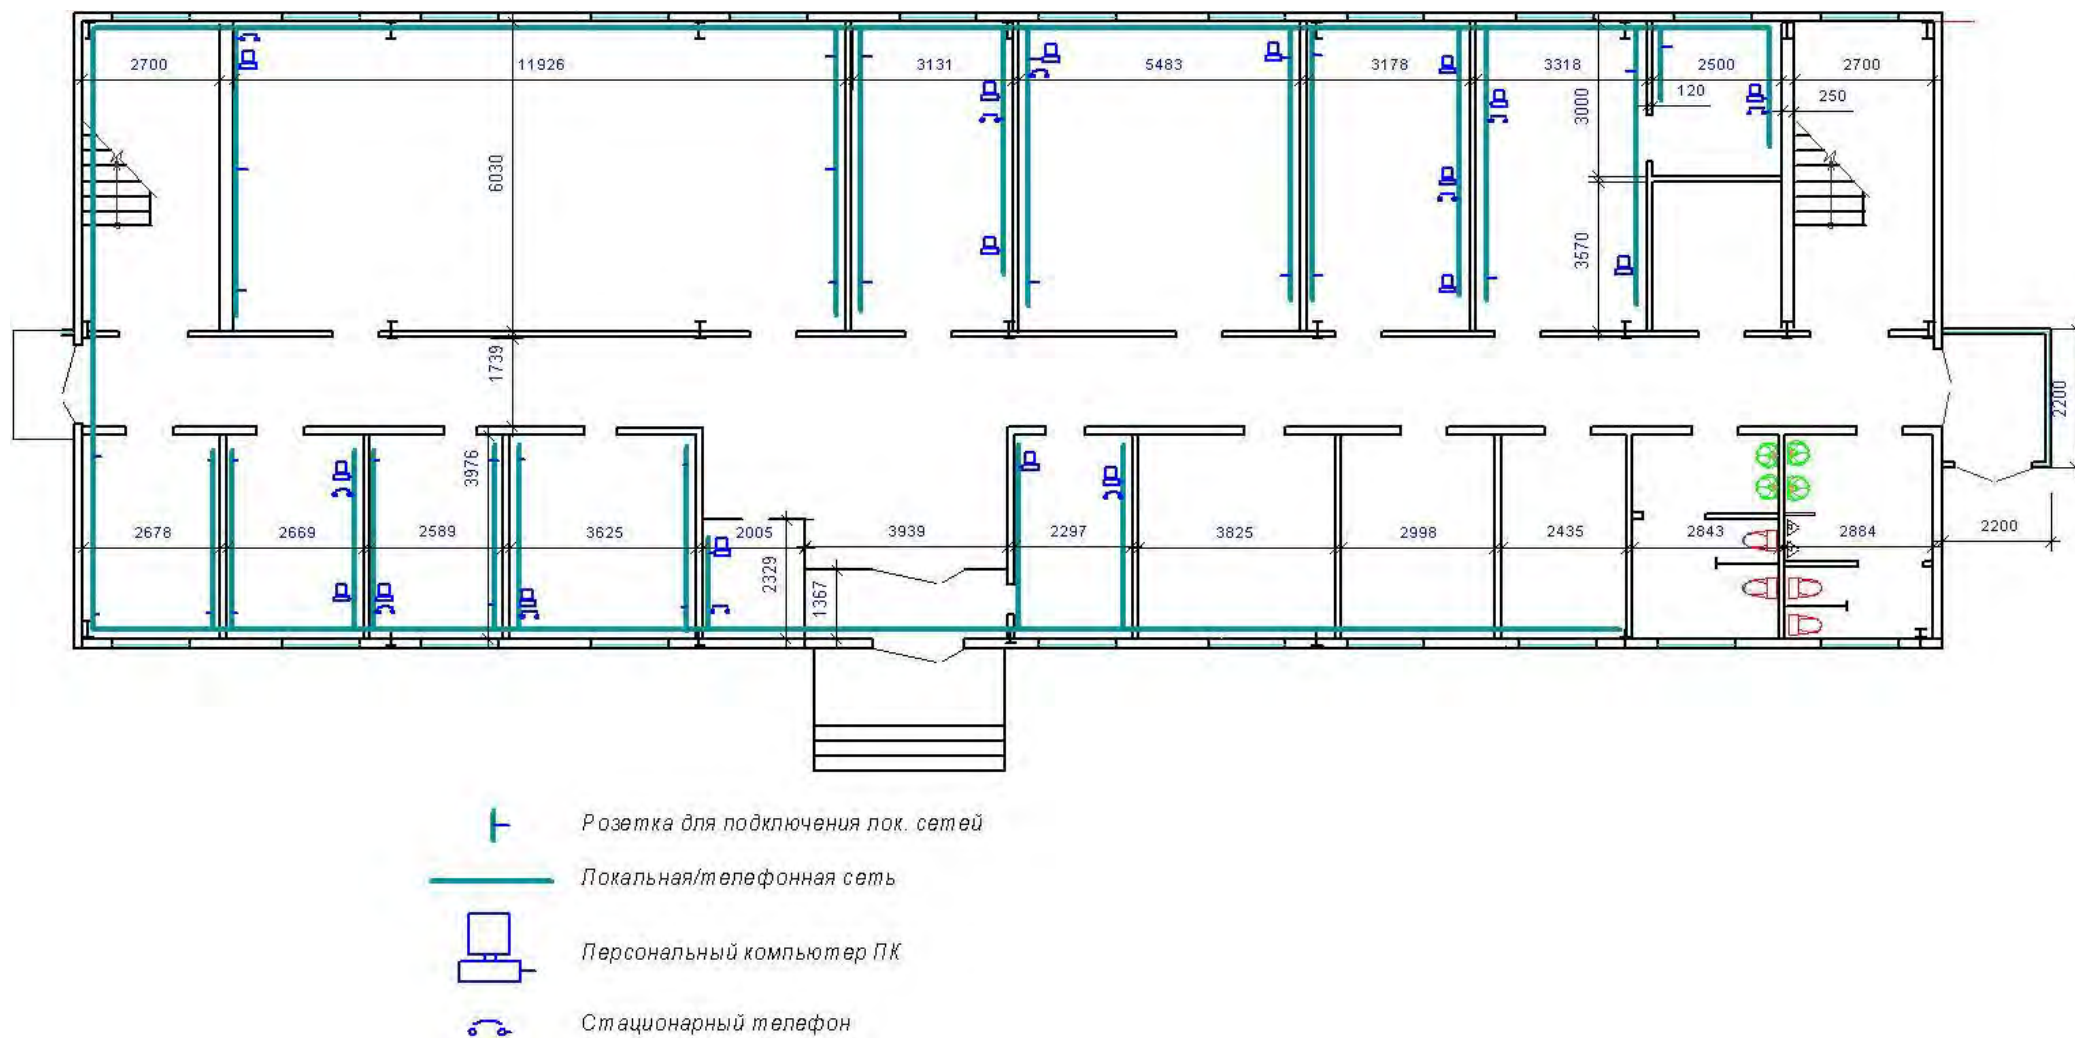 2700 11926 3131 5483 3178 3318 2500 2700
120 250
3000
6030
3570
1739
2200
3976
2678 2669 2589 3625 2005 3939 2297 3825 2998 2435 2843 2884 2200
2329
1367
Розетка для подключения лок. сетей
Локальная/телефонная сеть
Персональный компьютер ПК
Стационарный телефон